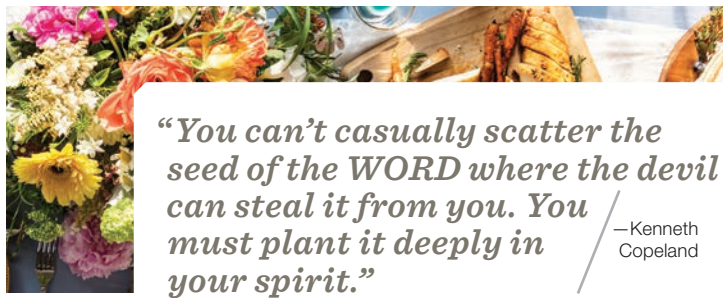 “You can’t casually scatter the
seed of the WORD where the devil
can steal it from you. You
must plant it deeply in
your spirit.”
—Kenneth
Copeland